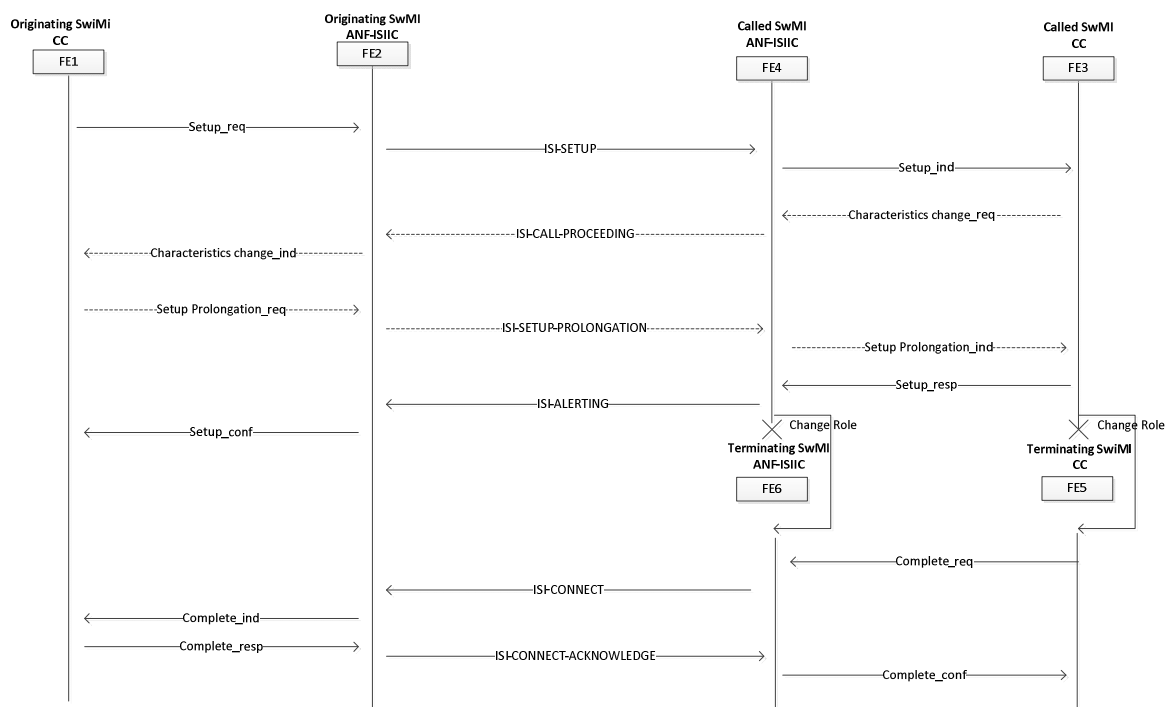 Originating SwiMi
CC
FE1
Originating SwMI
ANF-ISIIC
FE2
Called SwMI
ANF-ISIIC
FE4
Called SwMI
CC
FE3
Setup_req
ISI-SETUP
Setup_ind
Characteristics change_req
ISI-CALL-PROCEEDING
Characteristics change_ind
Setup Prolongation_req
ISI-SETUP-PROLONGATION
Setup Prolongation_ind
Setup_resp
ISI-ALERTING
Setup_conf
Change Role
Change Role
Terminating SwMI
ANF-ISIIC
FE6
Terminating SwiMI
CC
FE5
Complete_req
ISI-CONNECT
Complete_ind
Complete_resp
ISI-CONNECT-ACKNOWLEDGE
Complete_conf